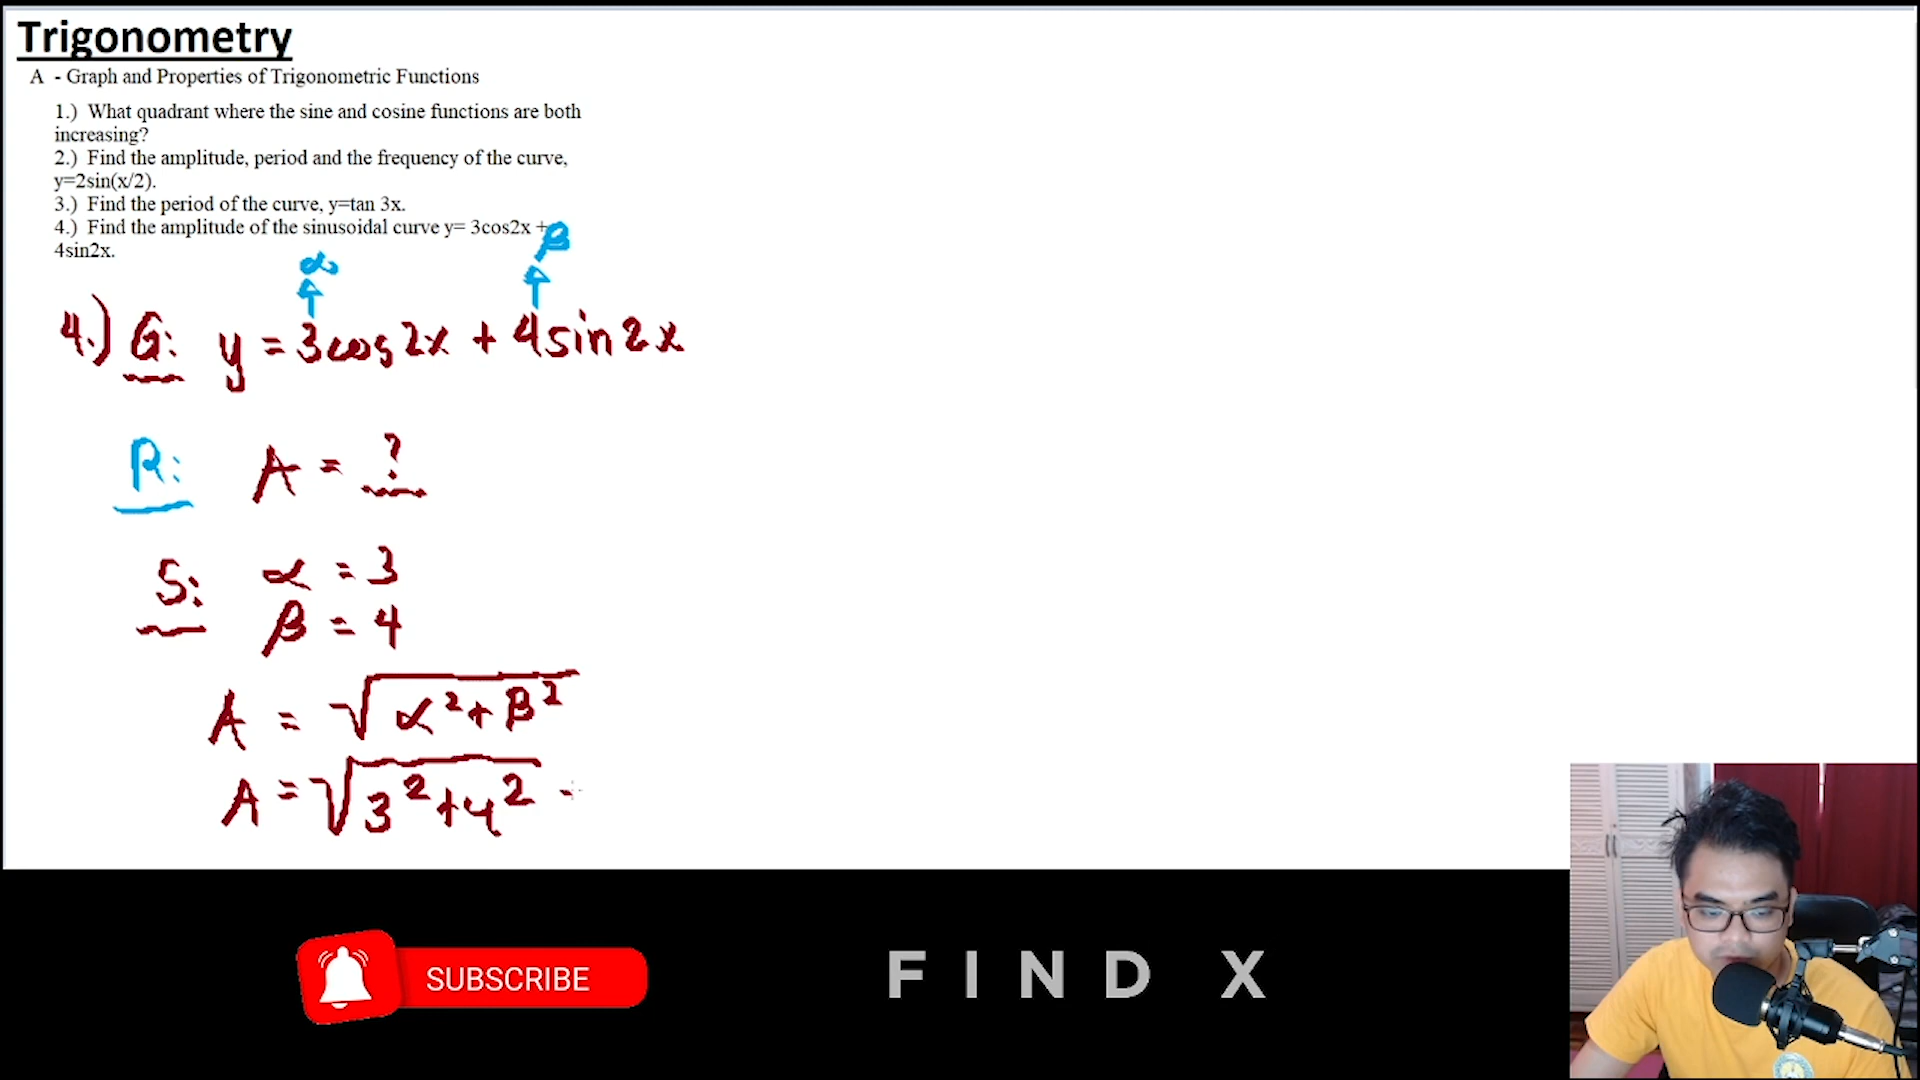 Trigonometry
A - Graph and Properties of Trigonometric Functions
1.) What quadrant where the sine and cosine functions are both
increasing?
2.) Find the amplitude, period and the frequency of the curve,
y=2sin(x/2).
3.) Find the period of the curve, y=tan 3x.
4.) Find the amplitude of the sinusoidal curve y= 3cos2x +
4sin2x.
α β
4.) G: y = 3cos2x + 4sin2x
R: A = ?
S: α = 3
β = 4
A = √α²+β²
A = √3²+4² -
SUBSCRIBE
FIND X